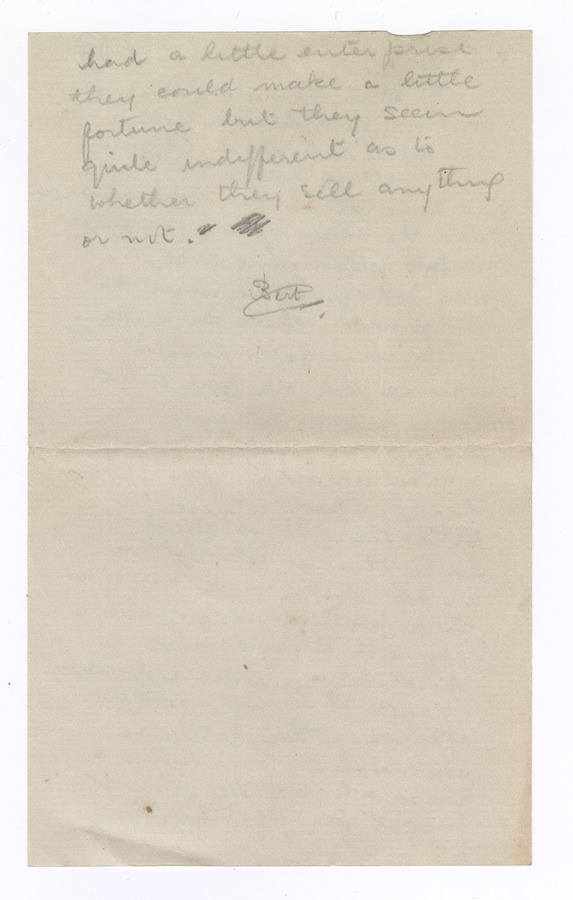 had a little enterprise
they could make a little
fortune but they seem
quite indifferent as to
whether they sell anything
or not."
Bert